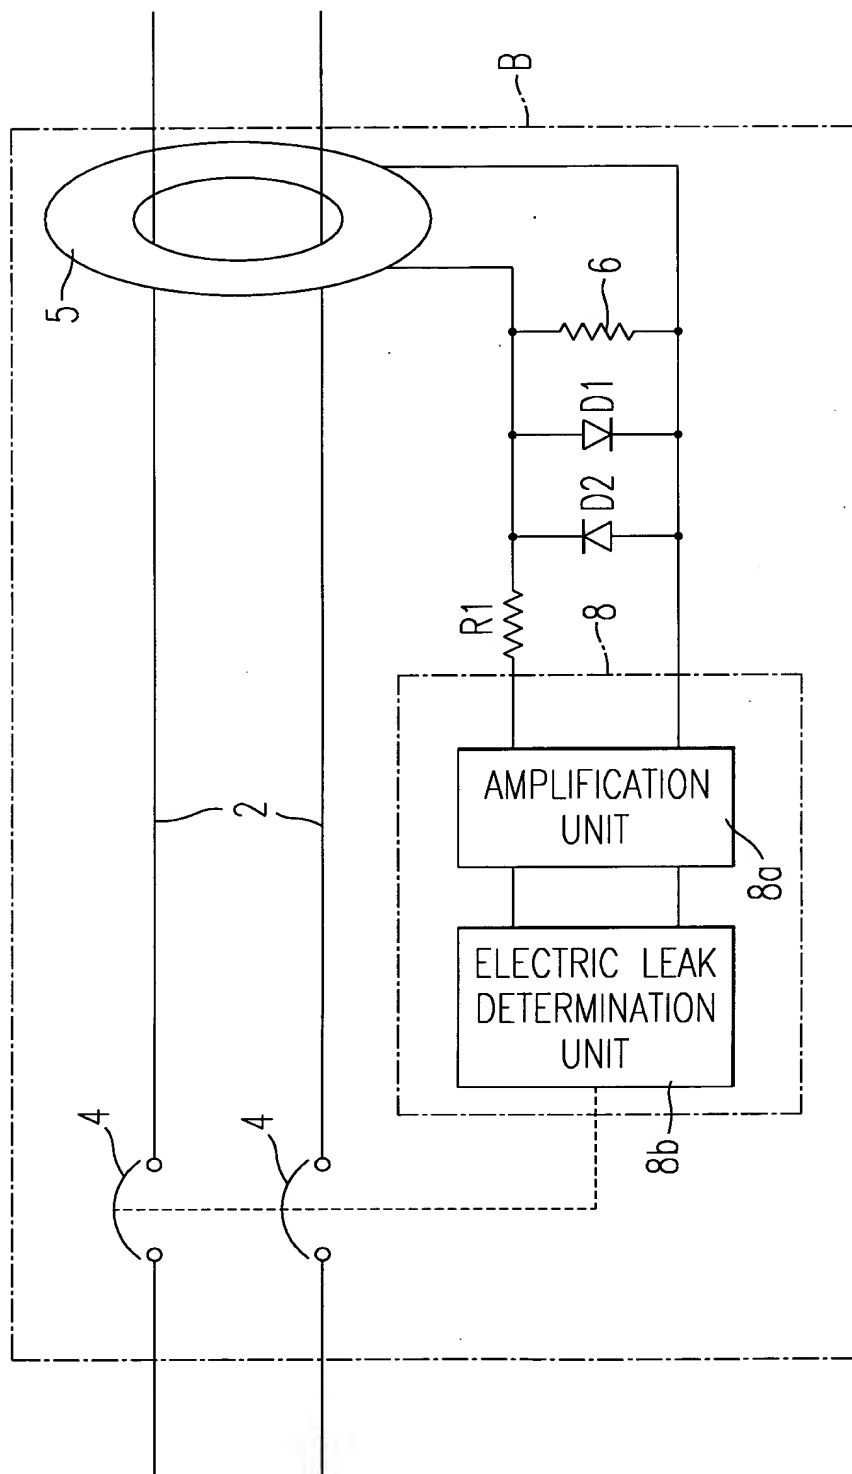 B
5
6
D1
D2
R1
8
2
AMPLIFICATION
UNIT
8a
ELECTRIC LEAK
DETERMINATION
UNIT
8b
4
4